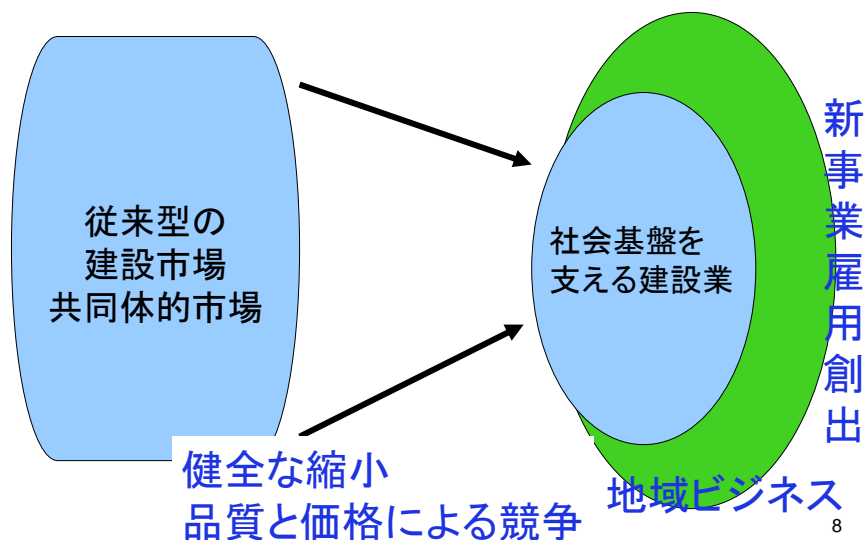 従来型の
建設市場
共同体的市場
社会基盤を
支える建設業
新事業雇用創出
健全な縮小
品質と価格による競争
地域ビジネス
8